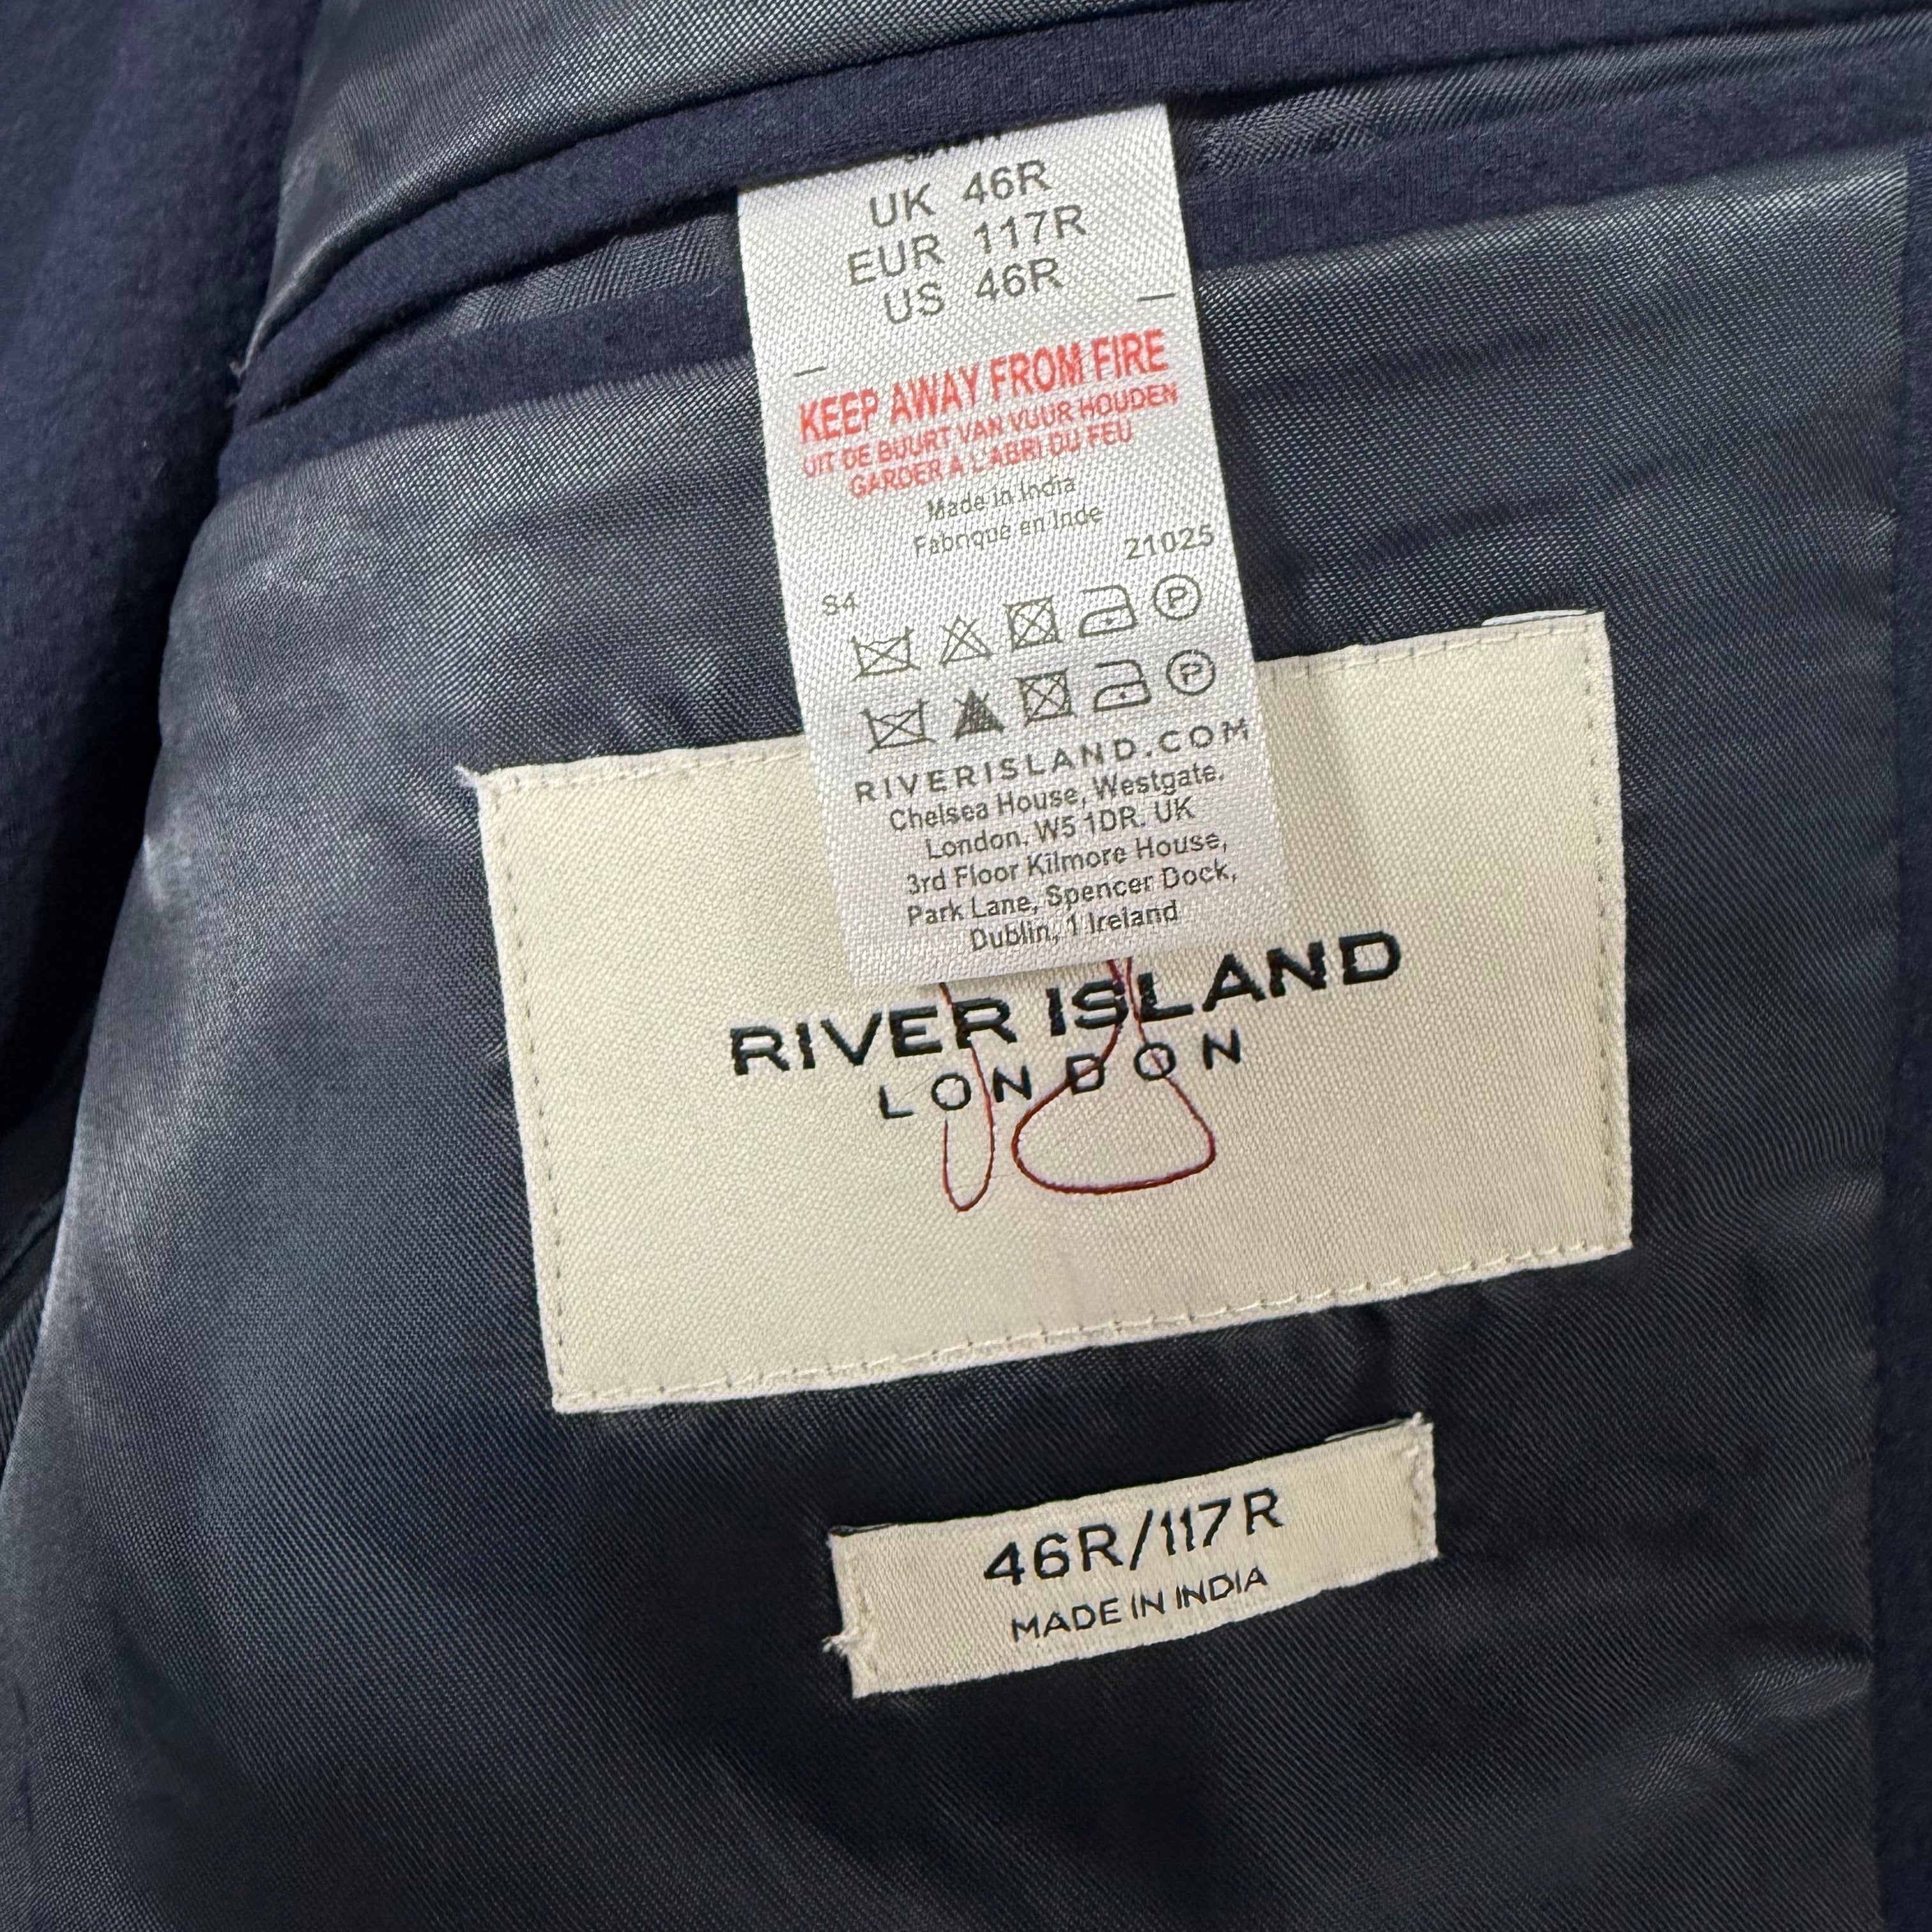 UK 46R
EUR 117R
US 46R
KEEP AWAY FROM FIRE
UIT DE BUURT VAN VUUR HOUDEN
GARDER A L'ABRI DU FEU
Made in India
Fabrique en Inde
21025
S4
P
P
RIVERISLAND.COM
Chelsea House, Westgate,
London, W5 1DR. UK
3rd Floor Kilmore House,
Park Lane, Spencer Dock,
Dublin, 1 Ireland
RIVER ISLAND
LONDON
46R/117R
MADE IN INDIA